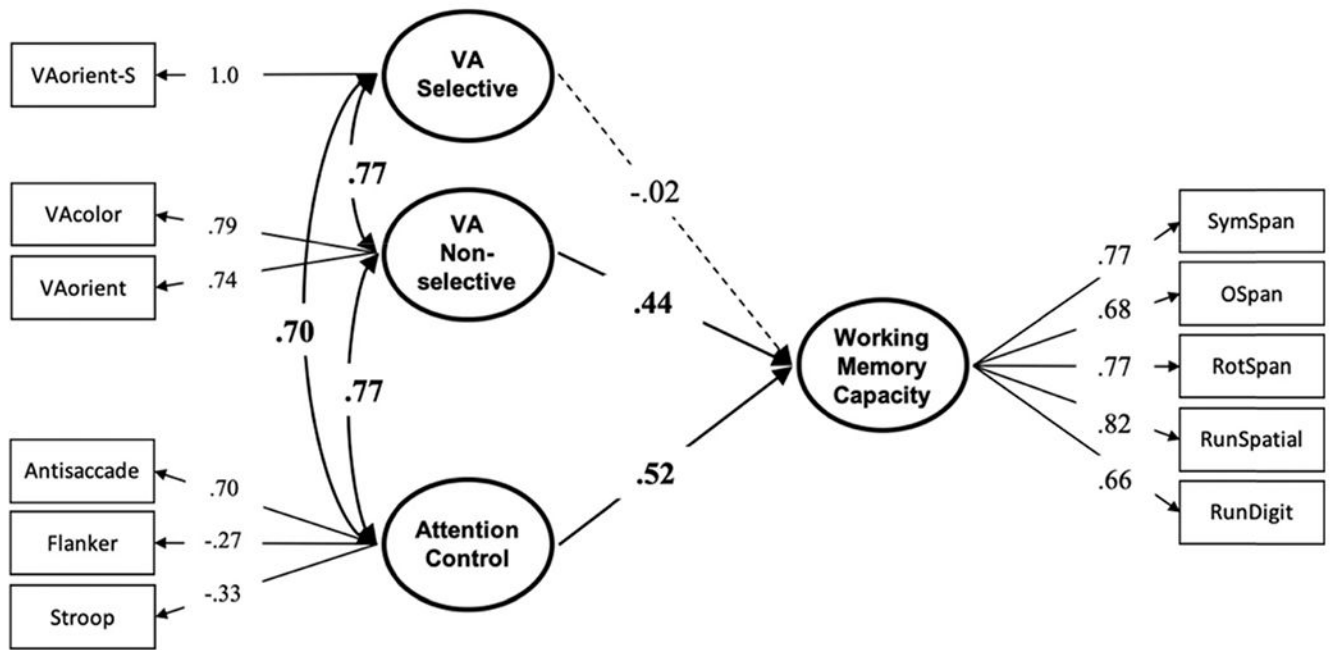 VAorient-S
1.0
VA
Selective
.77
-.02
VAcolor
.79
VAorient
.74
VA
Non-
selective
.44
.70
.77
Working
Memory
Capacity
.77
SymSpan
.68
OSpan
.77
RotSpan
.82
RunSpatial
.66
RunDigit
Antisaccade
.70
Flanker
-.27
Stroop
-.33
Attention
Control
.52